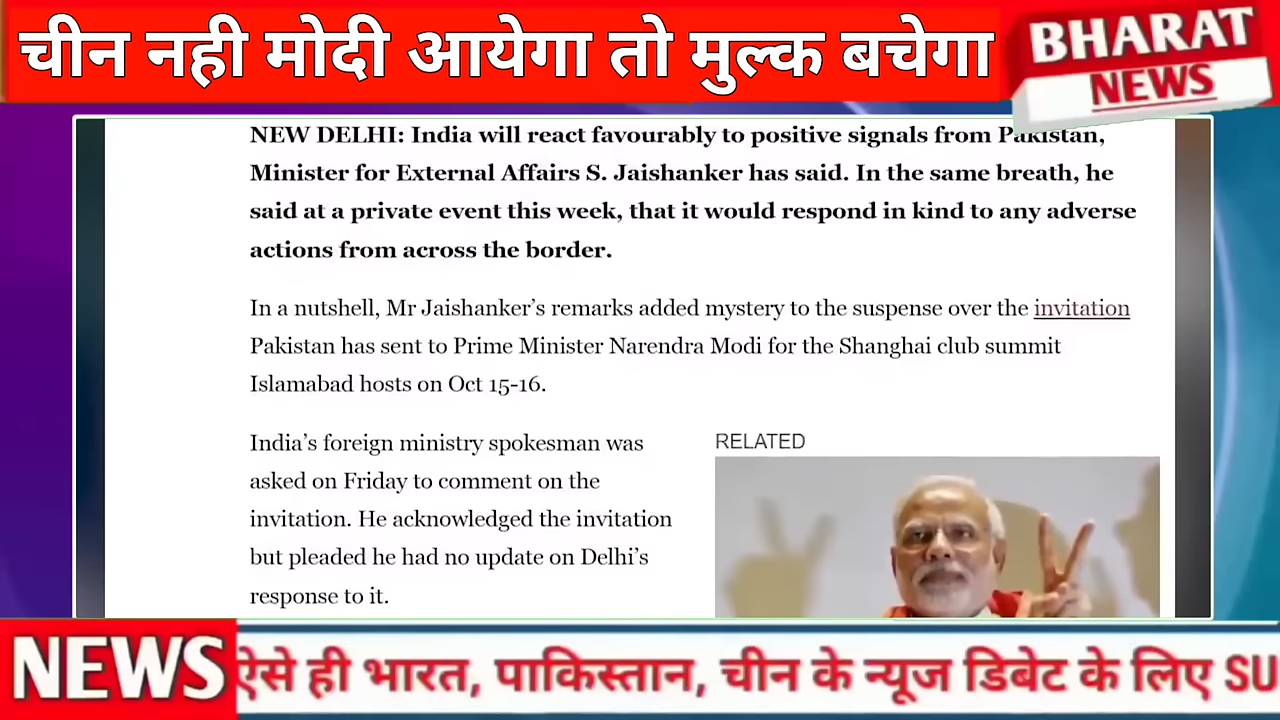 चीन नही मोदी आयेगा तो मुल्क बचेगा
BHARAT
NEWS
NEW DELHI: India will react favourably to positive signals from Pakistan,
Minister for External Affairs S. Jaishanker has said. In the same breath, he
said at a private event this week, that it would respond in kind to any adverse
actions from across the border.
In a nutshell, Mr Jaishanker’s remarks added mystery to the suspense over the invitation
Pakistan has sent to Prime Minister Narendra Modi for the Shanghai club summit
Islamabad hosts on Oct 15-16.
India’s foreign ministry spokesman was
asked on Friday to comment on the
invitation. He acknowledged the invitation
but pleaded he had no update on Delhi’s
response to it.
RELATED
NEWS
ऐसे ही भारत, पाकिस्तान, चीन के न्यूज डिबेट के लिए SU